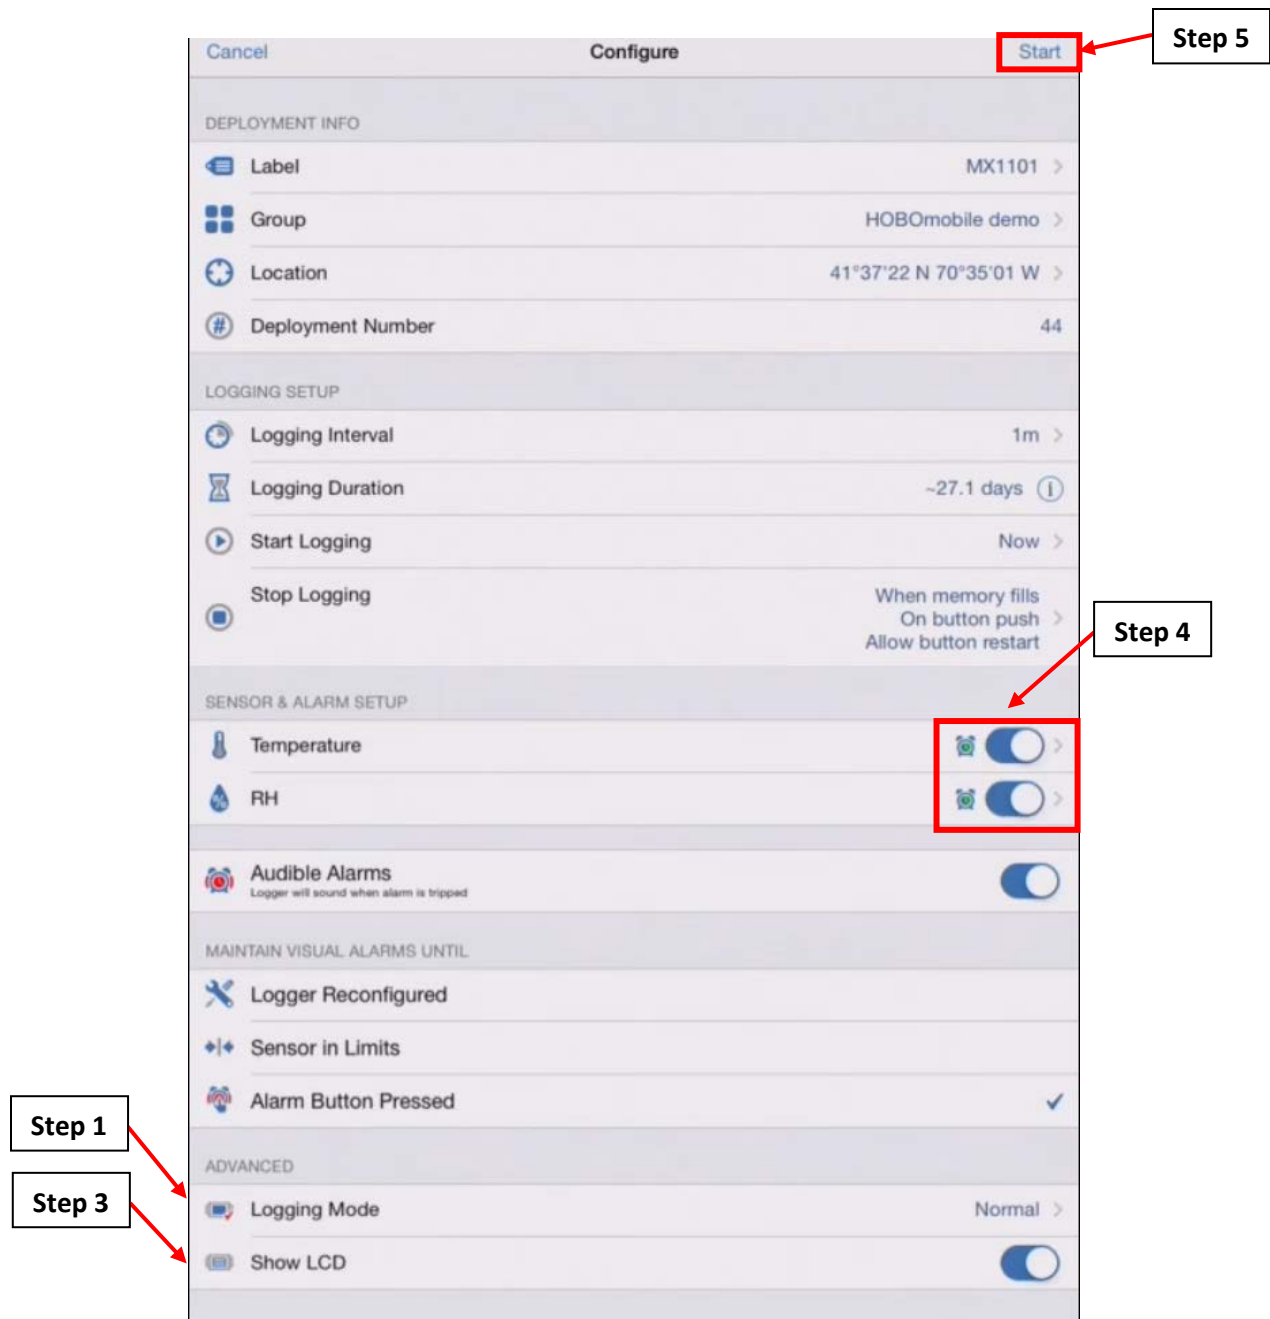 Step 5
Cancel Configure Start
DEPLOYMENT INFO
Label MX1101
Group HOBOmobile demo
Location 41°37'22 N 70°35'01 W
# Deployment Number 44
LOGGING SETUP
Logging Interval 1m
Logging Duration ~27.1 days i
Start Logging Now
Stop Logging When memory fills
On button push
Allow button restart
Step 4
SENSOR & ALARM SETUP
Temperature
% RH
Audible Alarms
Logger will sound when alarm is tripped
MAINTAIN VISUAL ALARMS UNTIL
Logger Reconfigured
Sensor in Limits
Alarm Button Pressed
Step 1
ADVANCED
Step 3
Logging Mode Normal
Show LCD